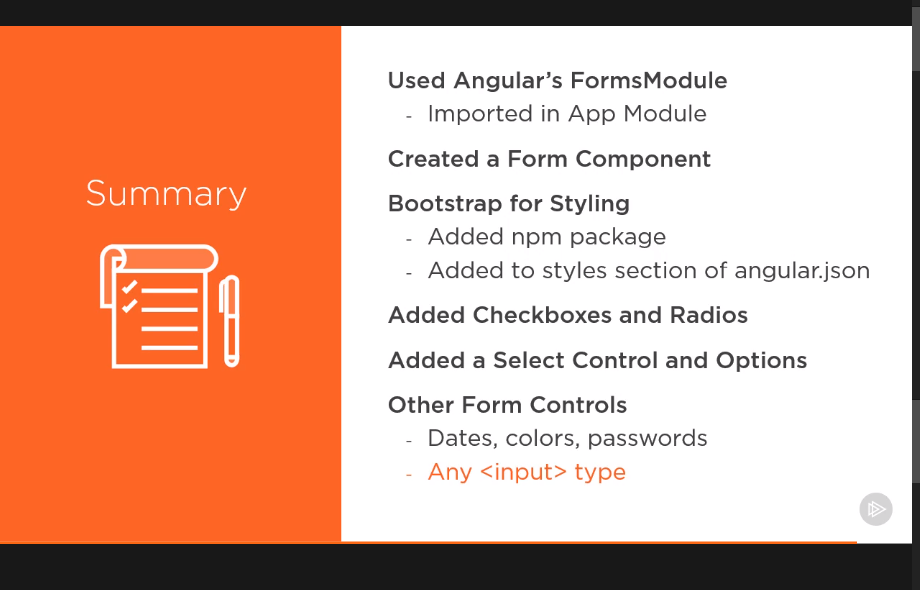 Summary
Used Angular’s FormsModule
- Imported in App Module
Created a Form Component
Bootstrap for Styling
- Added npm package
- Added to styles section of angular.json
Added Checkboxes and Radios
Added a Select Control and Options
Other Form Controls
- Dates, colors, passwords
- Any <input> type